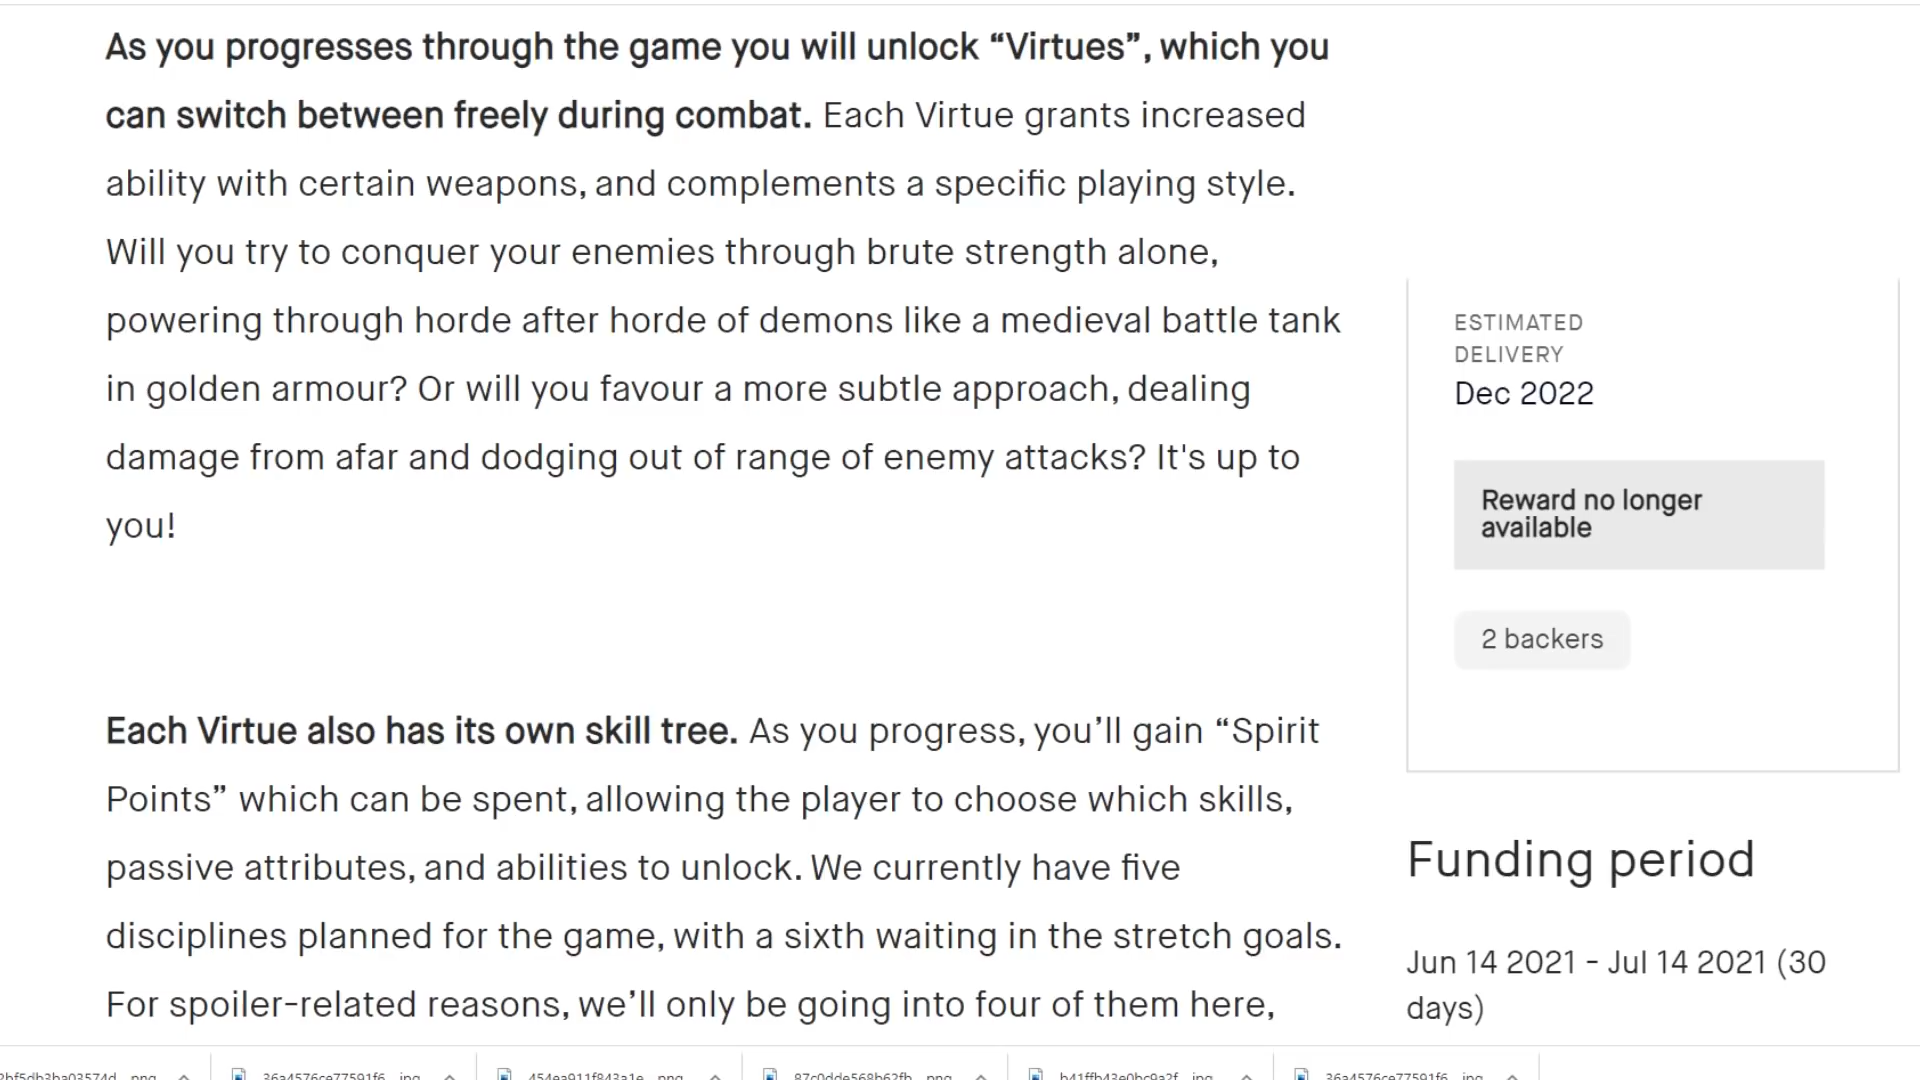 As you progresses through the game you will unlock “Virtues”, which you
can switch between freely during combat. Each Virtue grants increased
ability with certain weapons, and complements a specific playing style.
Will you try to conquer your enemies through brute strength alone,
powering through horde after horde of demons like a medieval battle tank
in golden armour? Or will you favour a more subtle approach, dealing
damage from afar and dodging out of range of enemy attacks? It's up to
you!
Each Virtue also has its own skill tree. As you progress, you’ll gain “Spirit
Points” which can be spent, allowing the player to choose which skills,
passive attributes, and abilities to unlock. We currently have five
disciplines planned for the game, with a sixth waiting in the stretch goals.
For spoiler-related reasons, we’ll only be going into four of them here,
ESTIMATED
DELIVERY
Dec 2022
Reward no longer
available
2 backers
Funding period
Jun 14 2021 - Jul 14 2021 (30
days)